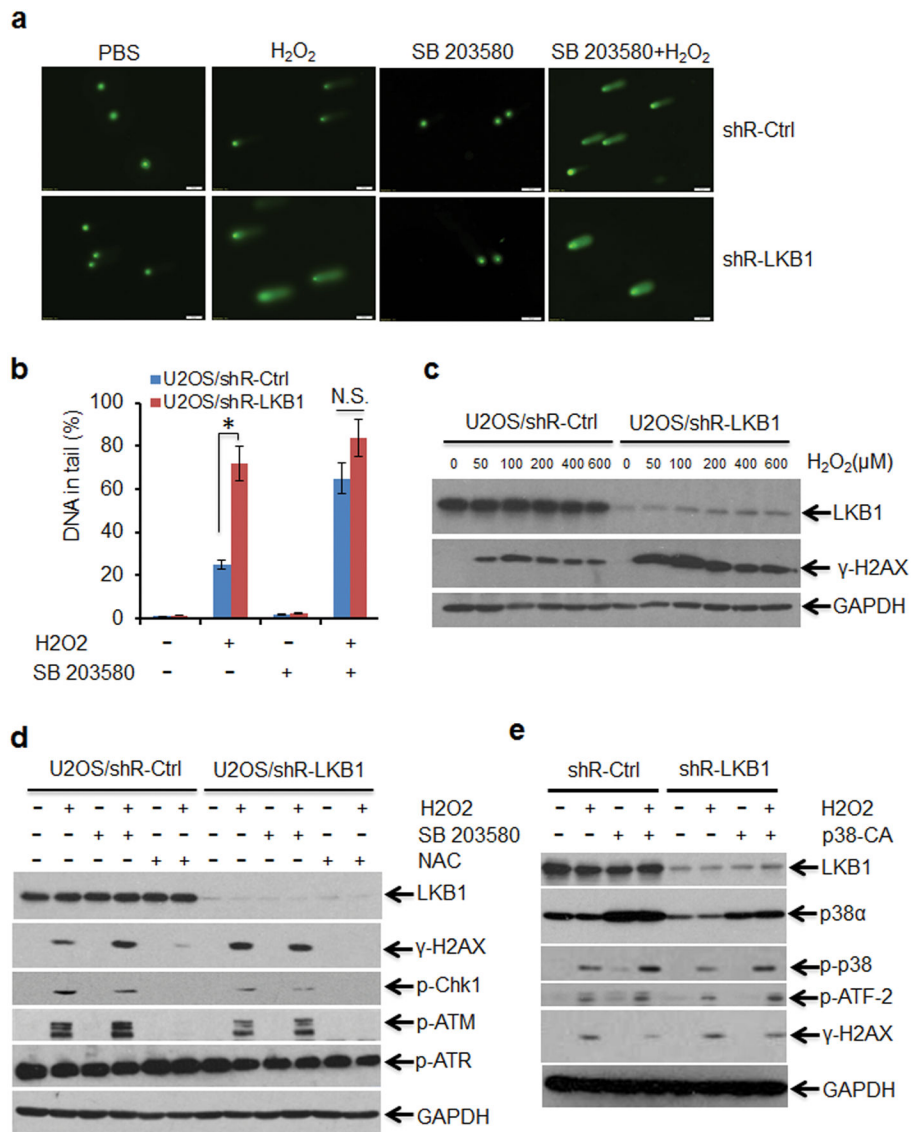 a
PBS H₂O₂ SB 203580 SB 203580+H₂O₂
shR-Ctrl
shR-LKB1
b
U2OS/shR-Ctrl
U2OS/shR-LKB1
DNA in tail (%)
100
80
60
40
20
0
* N.S.
H2O2 − + − +
SB 203580 − − + +
c
U2OS/shR-Ctrl U2OS/shR-LKB1
0 50 100 200 400 600 0 50 100 200 400 600 H₂O₂(μM)
LKB1
γ-H2AX
GAPDH
d
U2OS/shR-Ctrl U2OS/shR-LKB1
− + − + − + − + − + − + H2O2
− − + + − − − − + + − − SB 203580
− − − − + + − − − − + + NAC
LKB1
γ-H2AX
p-Chk1
p-ATM
p-ATR
GAPDH
e
shR-Ctrl shR-LKB1
− + − + − + − + H2O2
− − + + − − + + p38-CA
LKB1
p38α
p-p38
p-ATF-2
γ-H2AX
GAPDH